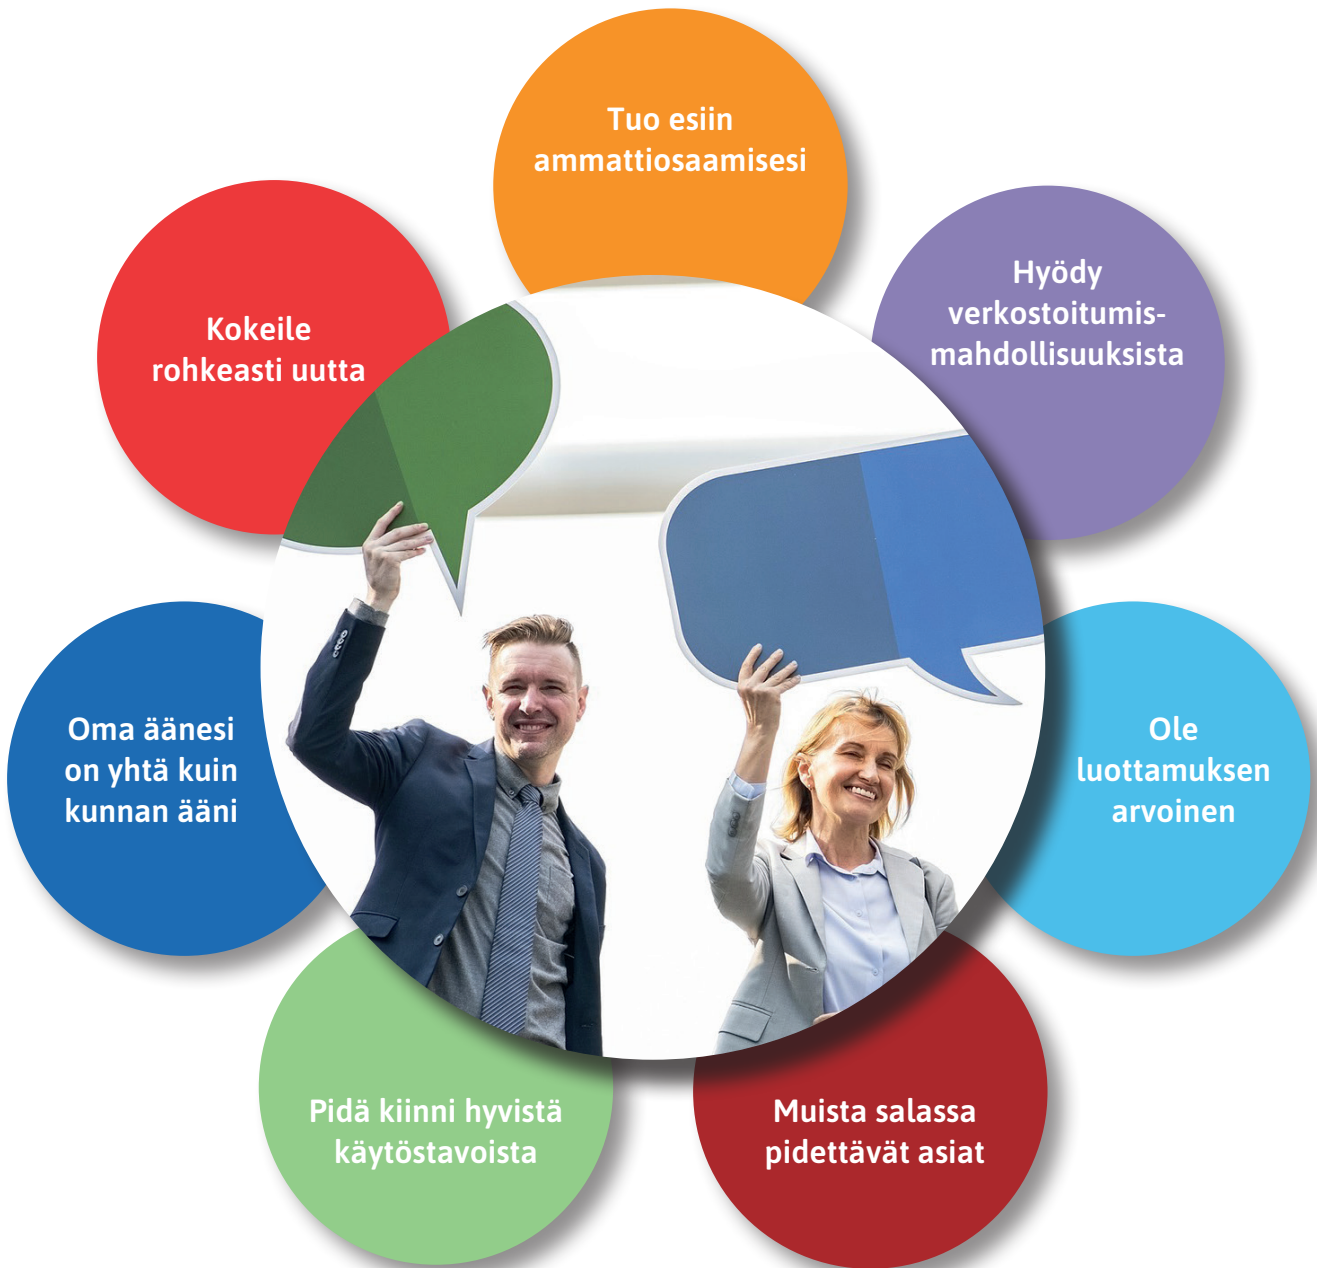 Tuo esiin
ammattiosaamisesi
Hyödy
verkostoitumis-
mahdollisuuksista
Ole
luottamuksen
arvoinen
Muista salassa
pidettävät asiat
Pidä kiinni hyvistä
käytöstavoista
Oma äänesi
on yhtä kuin
kunnan ääni
Kokeile
rohkeasti uutta